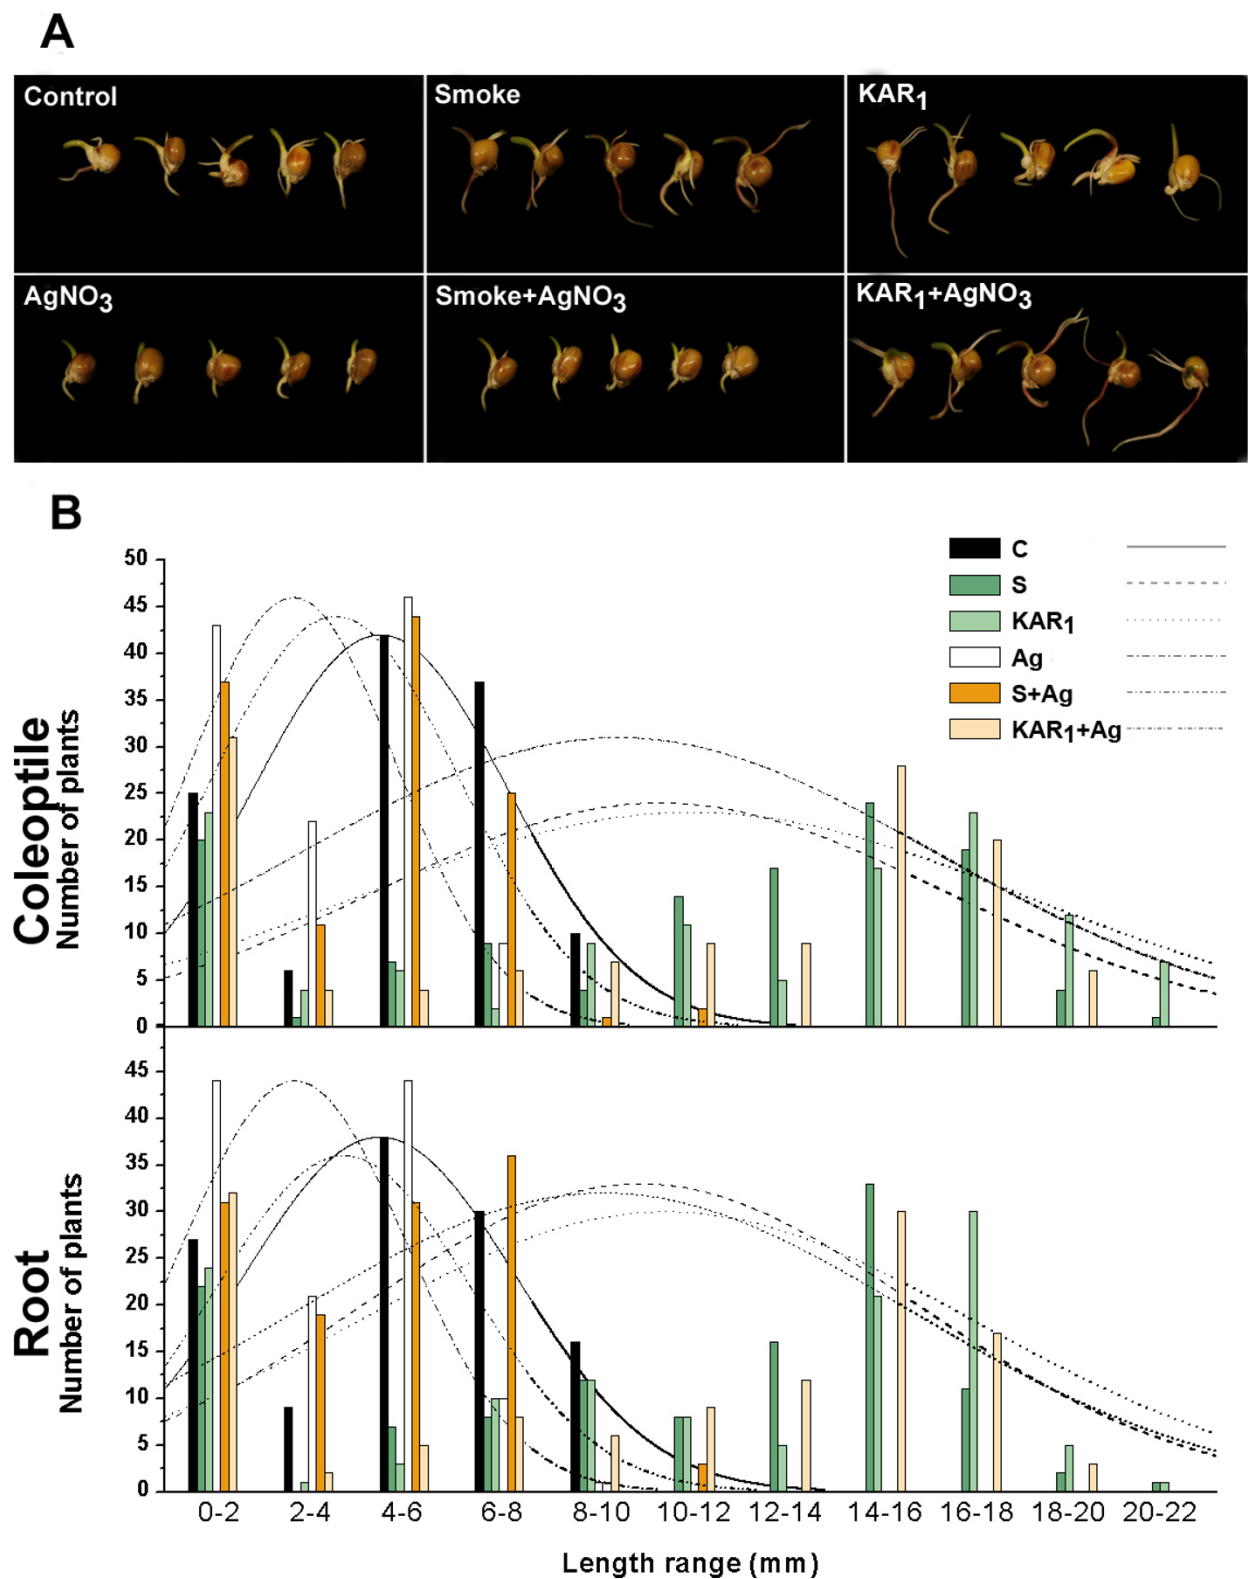 A
Control
Smoke
KAR1
AgNO3
Smoke+AgNO3
KAR1+AgNO3
B
C
S
KAR1
Ag
S+Ag
KAR1+Ag
Coleoptile
Number of plants
50
45
40
35
30
25
20
15
10
5
0
Root
Number of plants
45
40
35
30
25
20
15
10
5
0
0-2 2-4 4-6 6-8 8-10 10-12 12-14 14-16 16-18 18-20 20-22
Length range (mm)